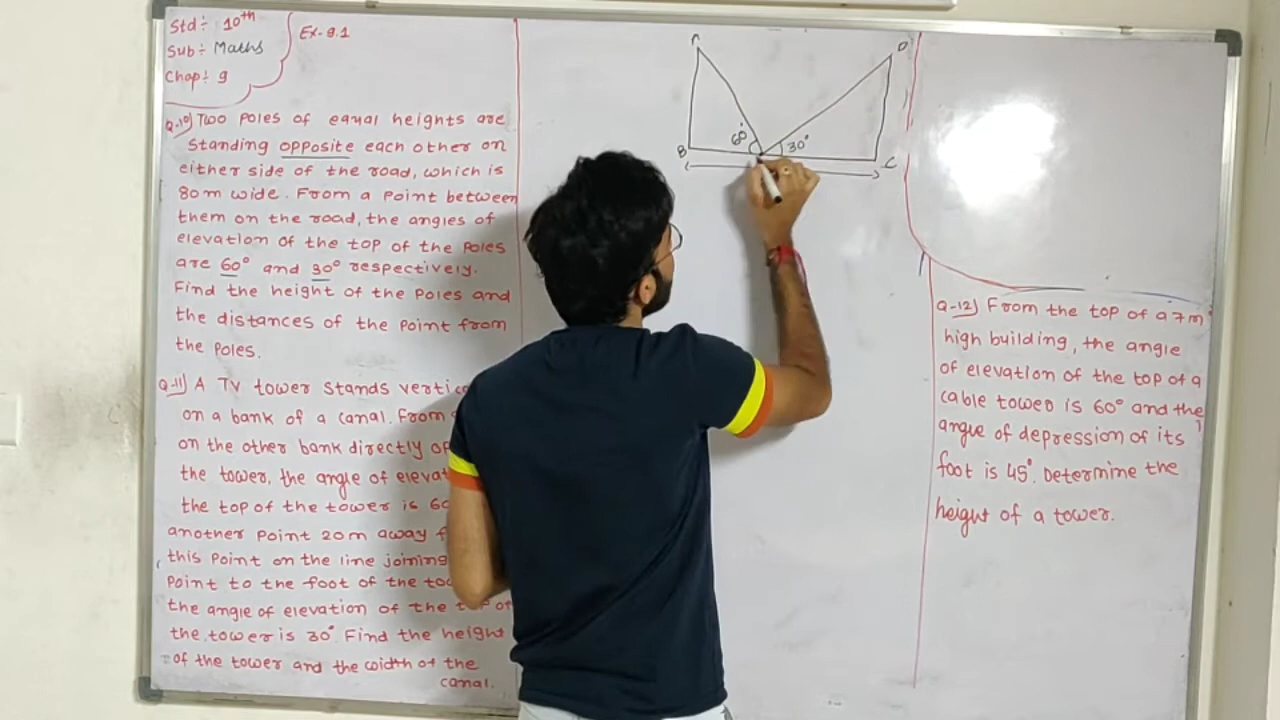 Std÷ 10th
Sub÷ Maths
Chap÷ 9
Ex-9.1
Q-10) Two Poles of equal heights are
Standing opposite each other on
either side of the road, which is
80m wide. From a Point between
them on the road, the angles of
elevation of the top of the Poles
are 60° and 30° respectively.
Find the height of the Poles and
the distances of the Point from
the Poles.
Q-11) A TV tower stands
on a bank of a canal. From
on the other bank directly
the tower, the angle of
the top of the tower is
another Point 20m away
this Point on the line joining
Point to the foot of the
the angle of elevation of the
the tower is 30°. Find the height
of the tower and the width of the
canal.
B
60°
30°
C
Q-12) From the top of a 7m
high building, the angle
of elevation of the top of a
cable tower is 60° and the
angle of depression of its
foot is 45°. Determine the
height of a tower.